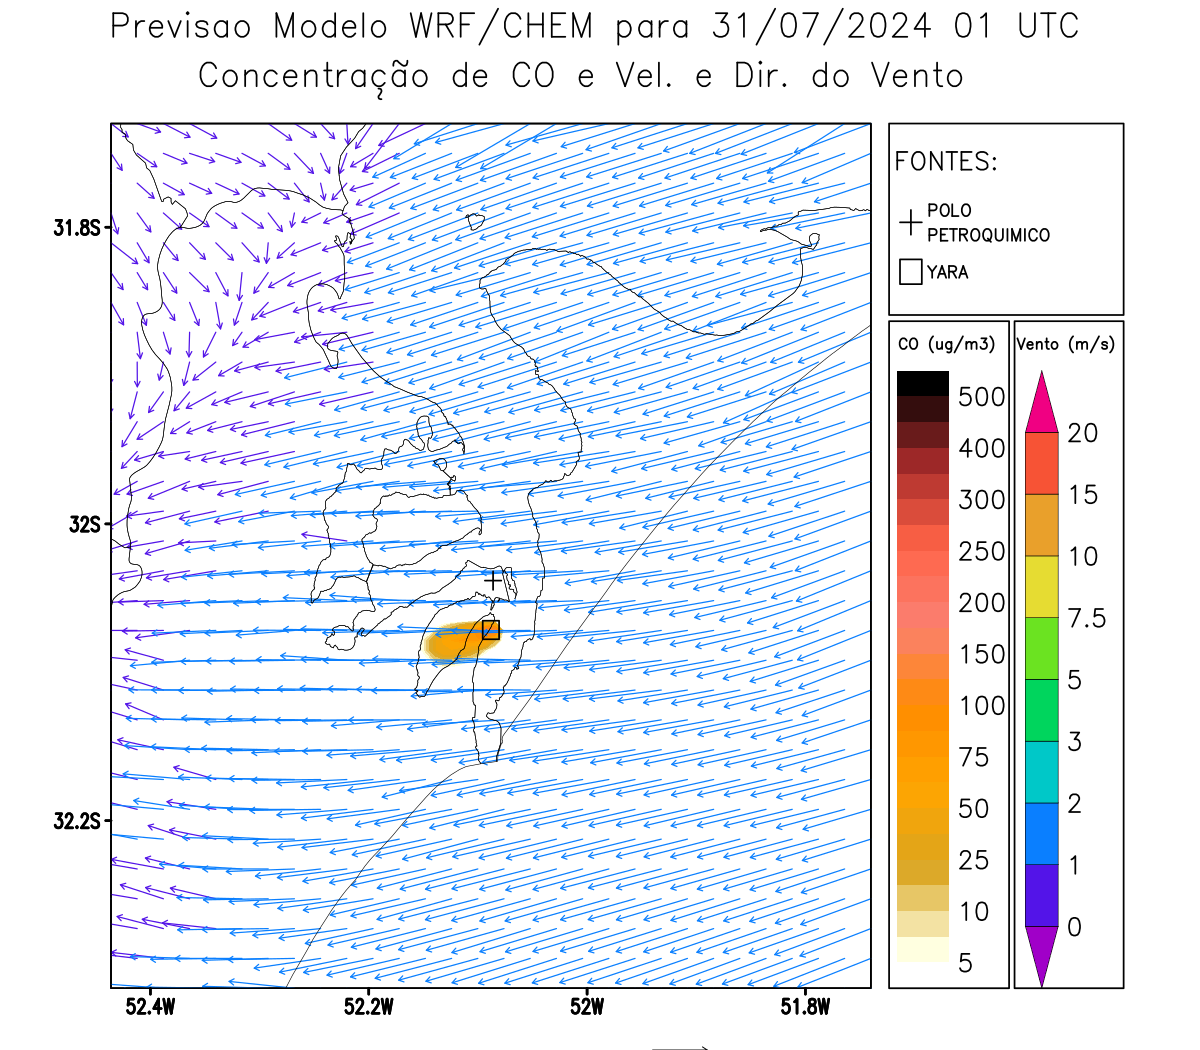 Previsao Modelo WRF/CHEM para 31/07/2024 01 UTC
Concentração de CO e Vel. e Dir. do Vento
FONTES:
POLO
PETROQUIMICO
YARA
31.8S
32S
32.2S
52.4W
52.2W
52W
51.8W
CO (ug/m3)
500
400
300
250
200
150
100
75
50
25
10
5
Vento (m/s)
20
15
10
7.5
5
3
2
1
0